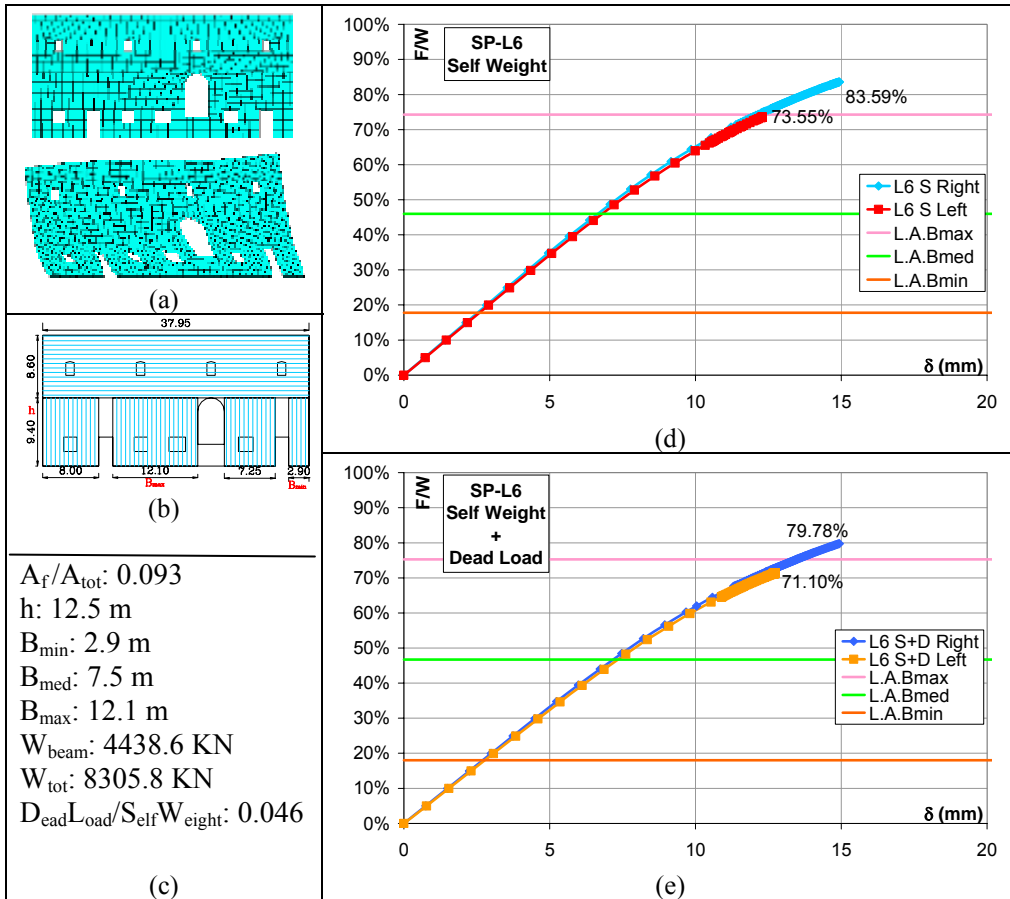 (a)
37.95
8.60
h
9.40
8.00
12.10
7.25
2.90
Bmax
Bmin
(b)
Af/Atot: 0.093
h: 12.5 m
Bmin: 2.9 m
Bmed: 7.5 m
Bmax: 12.1 m
Wbeam: 4438.6 KN
Wtot: 8305.8 KN
DeadLoad/SelfWeight: 0.046
(c)
100%
90%
80%
70%
60%
50%
40%
30%
20%
10%
0%
F/W
SP-L6
Self Weight
83.59%
73.55%
L6 S Right
L6 S Left
L.A.Bmax
L.A.Bmed
L.A.Bmin
δ (mm)
0 5 10 15 20
(d)
100%
90%
80%
70%
60%
50%
40%
30%
20%
10%
0%
F/W
SP-L6
Self Weight
+
Dead Load
79.78%
71.10%
L6 S+D Right
L6 S+D Left
L.A.Bmax
L.A.Bmed
L.A.Bmin
δ (mm)
0 5 10 15 20
(e)